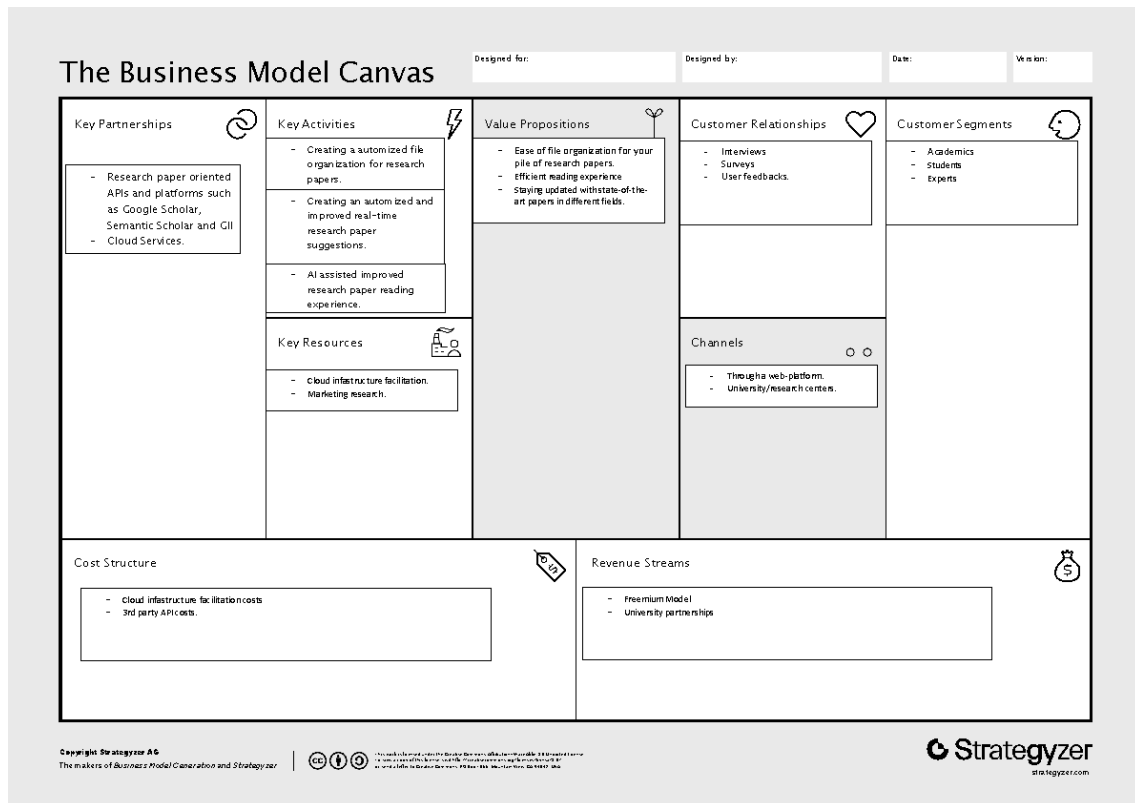 The Business Model Canvas
Designed for:
Designed by:
Date:
Version:
Key Partnerships
- Research paper oriented
APIs and platforms such
as Google Scholar,
Semantic Scholar and GII
- Cloud Services.
Key Activities
- Creating a automized file
organization for research
papers.
- Creating an automized and
improved real-time
research paper
suggestions.
- AI assisted improved
research paper reading
experience.
Key Resources
- Cloud infastructure facilitation.
- Marketing research.
Value Propositions
- Ease of file organization for your
pile of research papers.
- Efficient reading experience
- Staying updated with state-of-the-
art papers in different fields.
Customer Relationships
- Interviews
- Surveys
- User feedbacks.
Channels
- Through a web-platform.
- University/research centers.
Customer Segments
- Academics
- Students
- Experts
Cost Structure
- Cloud infastructure facilitation costs
- 3rd party API costs.
Revenue Streams
- Freemium Model
- University partnerships
Copyright Strategyzer AG
The makers of Business Model Generation and Strategyzer
Strategyzer
strategyzer.com